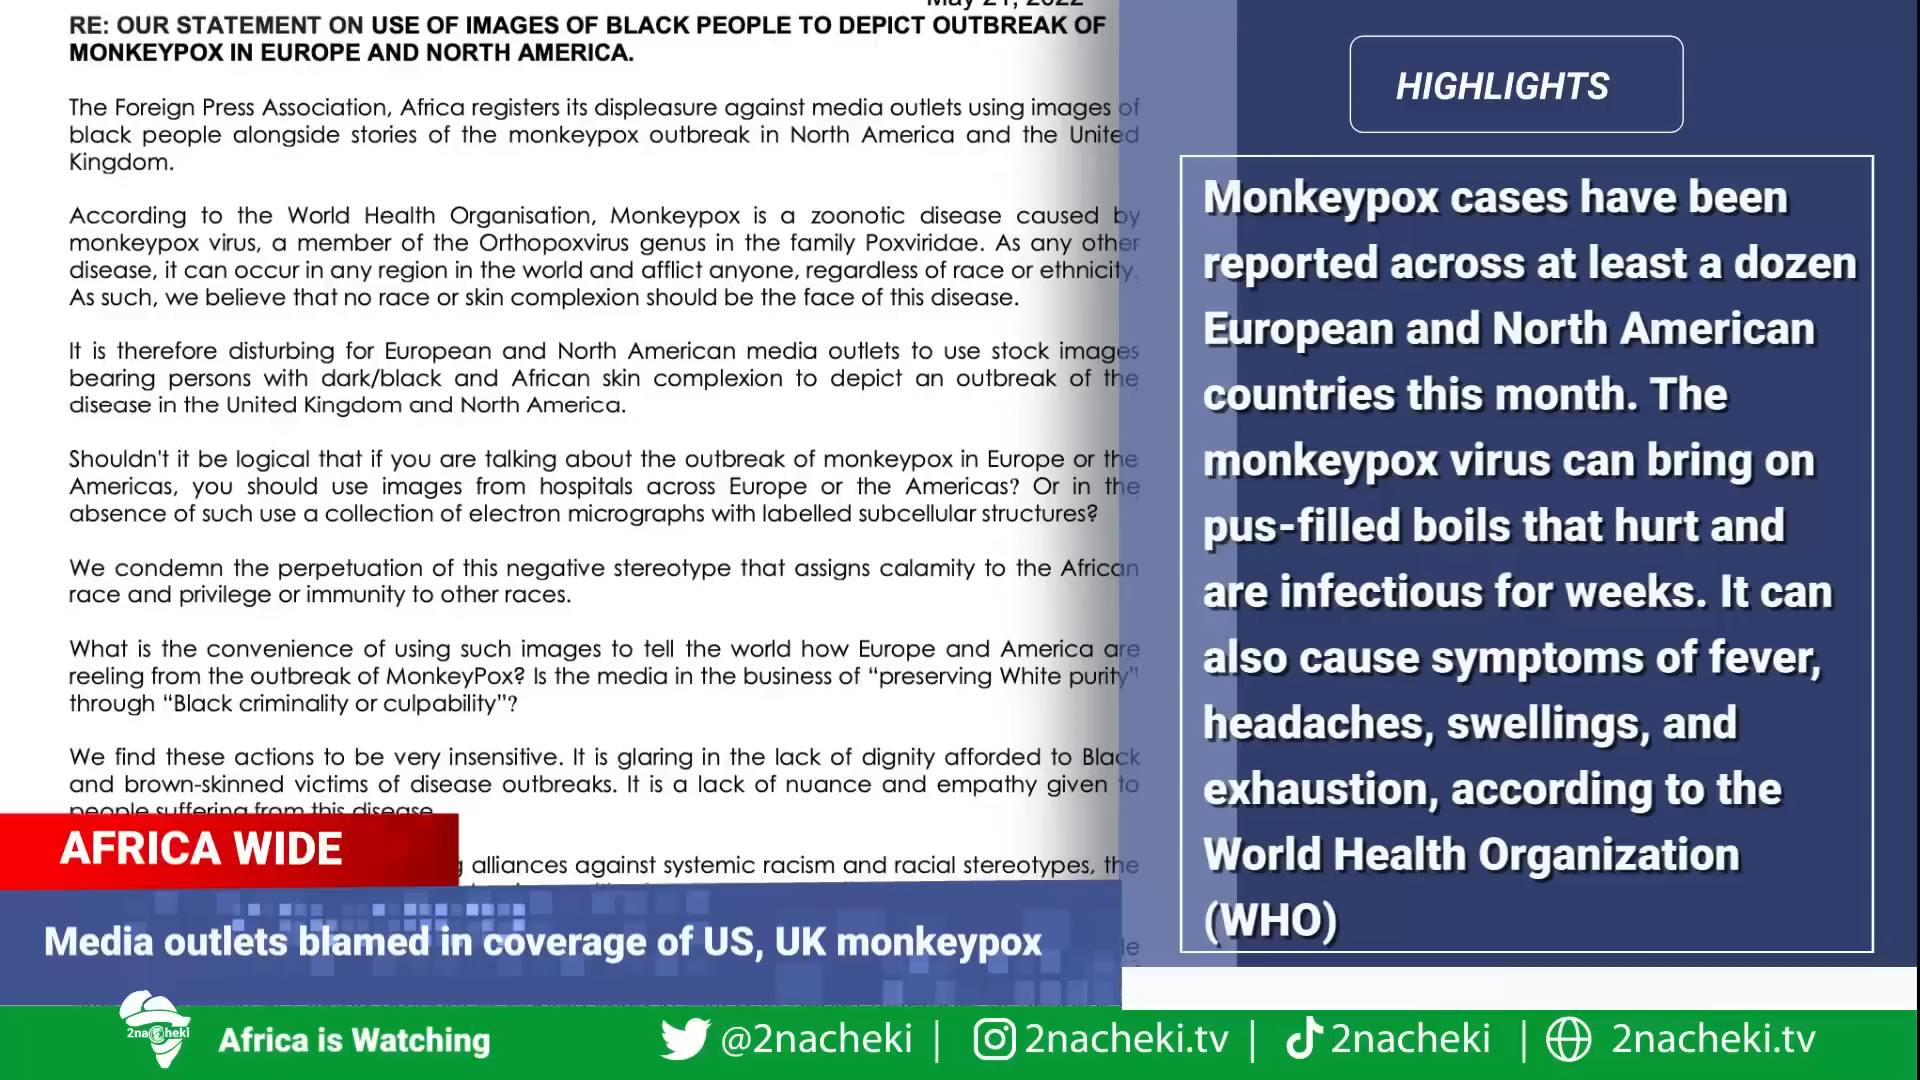 May 21, 2022
RE: OUR STATEMENT ON USE OF IMAGES OF BLACK PEOPLE TO DEPICT OUTBREAK OF
MONKEYPOX IN EUROPE AND NORTH AMERICA.
The Foreign Press Association, Africa registers its displeasure against media outlets using images of
black people alongside stories of the monkeypox outbreak in North America and the United
Kingdom.
According to the World Health Organisation, Monkeypox is a zoonotic disease caused by
monkeypox virus, a member of the Orthopoxvirus genus in the family Poxviridae. As any other
disease, it can occur in any region in the world and afflict anyone, regardless of race or ethnicity.
As such, we believe that no race or skin complexion should be the face of this disease.
It is therefore disturbing for European and North American media outlets to use stock images
bearing persons with dark/black and African skin complexion to depict an outbreak of the
disease in the United Kingdom and North America.
Shouldn't it be logical that if you are talking about the outbreak of monkeypox in Europe or the
Americas, you should use images from hospitals across Europe or the Americas? Or in the
absence of such use a collection of electron micrographs with labelled subcellular structures?
We condemn the perpetuation of this negative stereotype that assigns calamity to the African
race and privilege or immunity to other races.
What is the convenience of using such images to tell the world how Europe and America are
reeling from the outbreak of MonkeyPox? Is the media in the business of “preserving White purity”
through “Black criminality or culpability”?
We find these actions to be very insensitive. It is glaring in the lack of dignity afforded to Black
and brown-skinned victims of disease outbreaks. It is a lack of nuance and empathy given to
people suffering from this disease.
alliances against systemic racism and racial stereotypes, the
HIGHLIGHTS
Monkeypox cases have been
reported across at least a dozen
European and North American
countries this month. The
monkeypox virus can bring on
pus-filled boils that hurt and
are infectious for weeks. It can
also cause symptoms of fever,
headaches, swellings, and
exhaustion, according to the
World Health Organization
(WHO)
AFRICA WIDE
Media outlets blamed in coverage of US, UK monkeypox
2nacheki
Africa is Watching
@2nacheki | 2nacheki.tv | 2nacheki | 2nacheki.tv